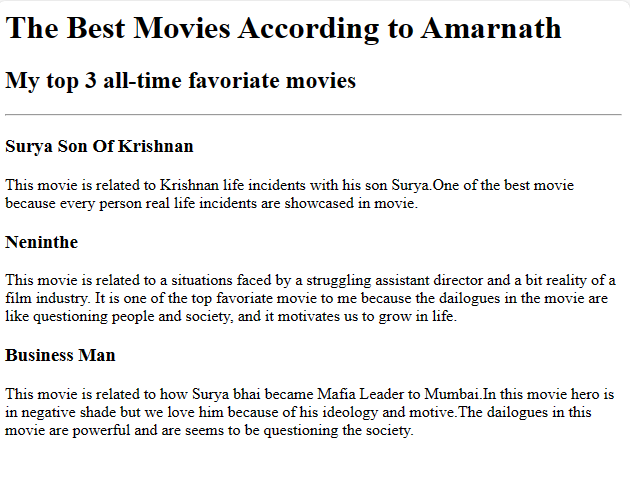 The Best Movies According to Amarnath
My top 3 all-time favoriate movies
Surya Son Of Krishnan
This movie is related to Krishnan life incidents with his son Surya.One of the best movie
because every person real life incidents are showcased in movie.
Neninthe
This movie is related to a situations faced by a struggling assistant director and a bit reality of a
film industry. It is one of the top favoriate movie to me because the dailogues in the movie are
like questioning people and society, and it motivates us to grow in life.
Business Man
This movie is related to how Surya bhai became Mafia Leader to Mumbai.In this movie hero is
in negative shade but we love him because of his ideology and motive.The dailogues in this
movie are powerful and are seems to be questioning the society.